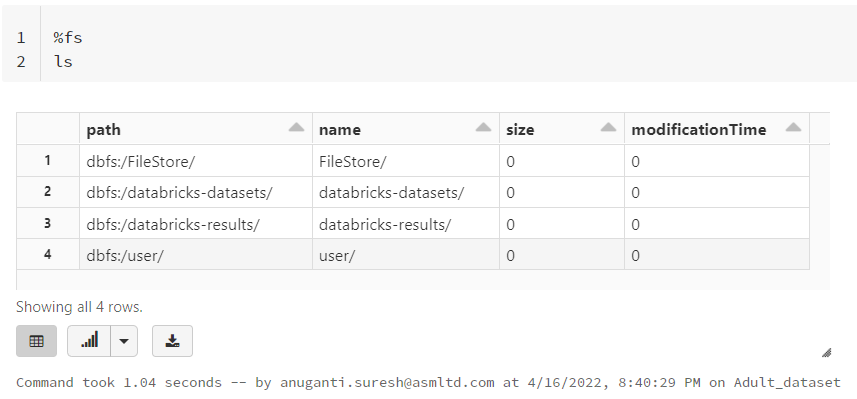 1 %fs
2 ls
path name size modificationTime
1 dbfs:/FileStore/ FileStore/ 0 0
2 dbfs:/databricks-datasets/ databricks-datasets/ 0 0
3 dbfs:/databricks-results/ databricks-results/ 0 0
4 dbfs:/user/ user/ 0 0
Showing all 4 rows.
Command took 1.04 seconds -- by anuganti.suresh@asmltd.com at 4/16/2022, 8:40:29 PM on Adult_dataset